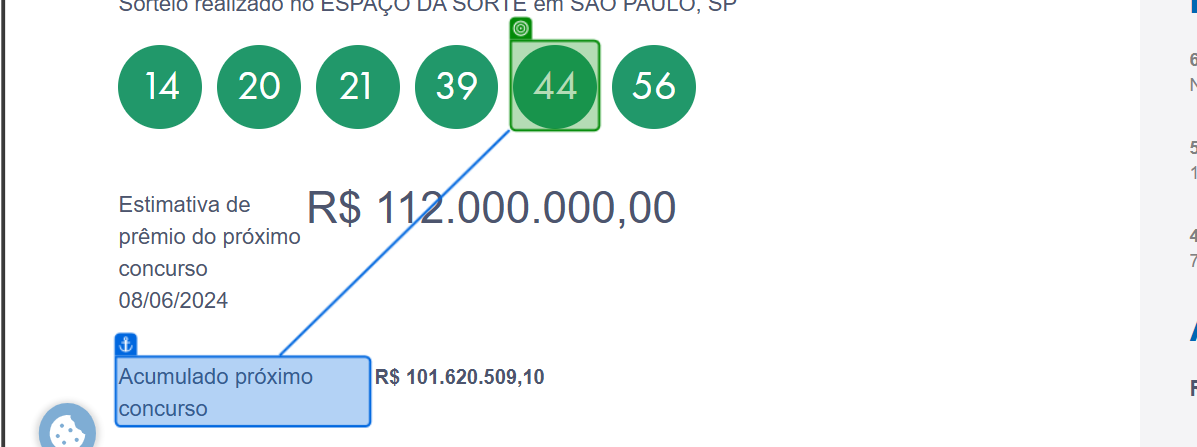 Sorteio realizado no ESPAÇO DA SORTE em SÃO PAULO, SP
14 20 21 39 44 56
Estimativa de
prêmio do próximo
concurso
08/06/2024
R$ 112.000.000,00
Acumulado próximo
concurso
R$ 101.620.509,10